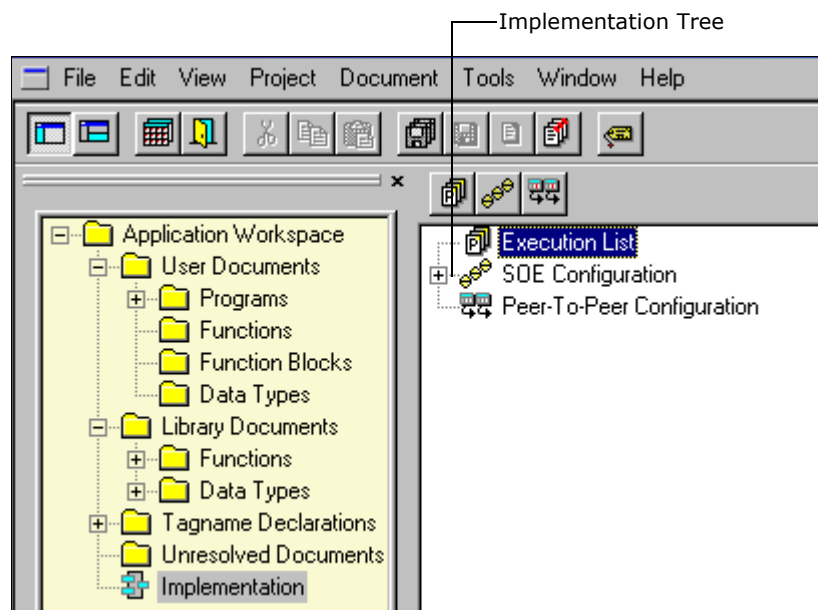 Implementation Tree
File Edit View Project Document Tools Window Help
Application Workspace
User Documents
Programs
Functions
Function Blocks
Data Types
Library Documents
Functions
Data Types
Tagname Declarations
Unresolved Documents
Implementation
Execution List
SOE Configuration
Peer-To-Peer Configuration